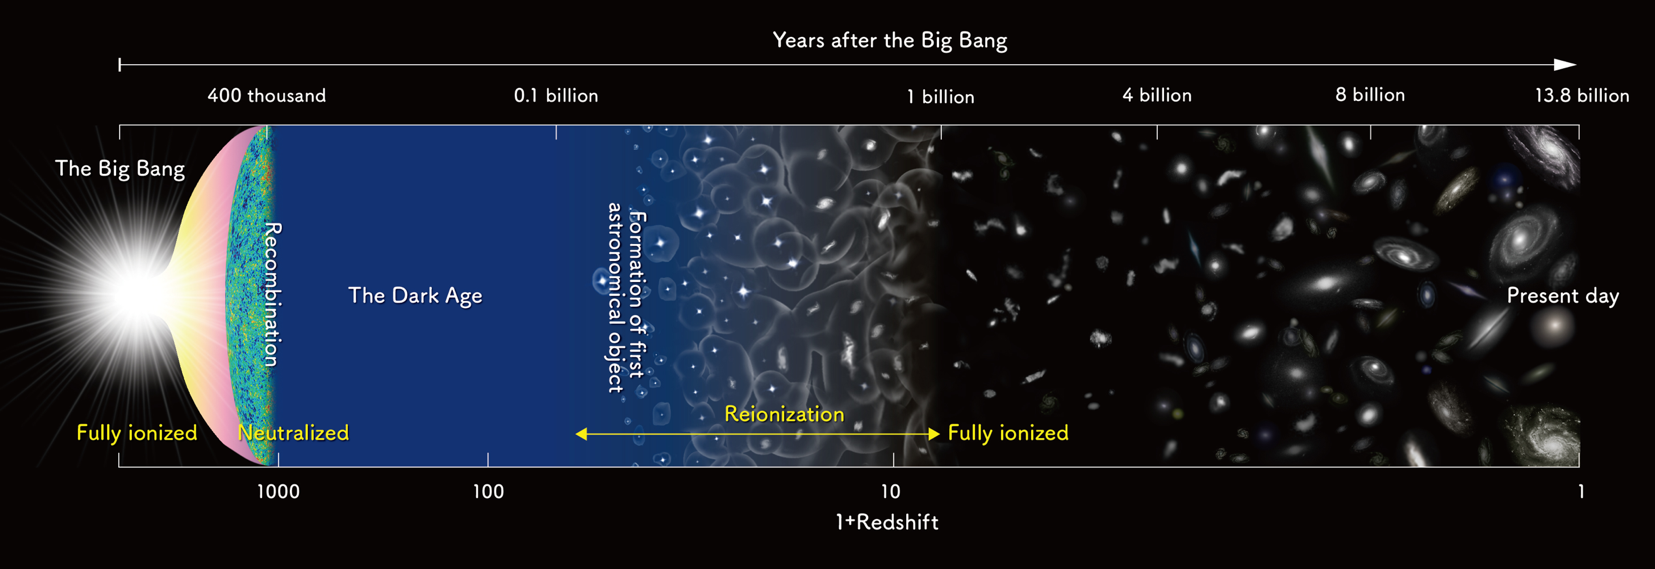 Years after the Big Bang
400 thousand
0.1 billion
1 billion
4 billion
8 billion
13.8 billion
The Big Bang
Recombination
The Dark Age
Formation of first
astronomical object
Present day
Reionization
Fully ionized
Neutralized
Fully ionized
1000
100
10
1
1+Redshift